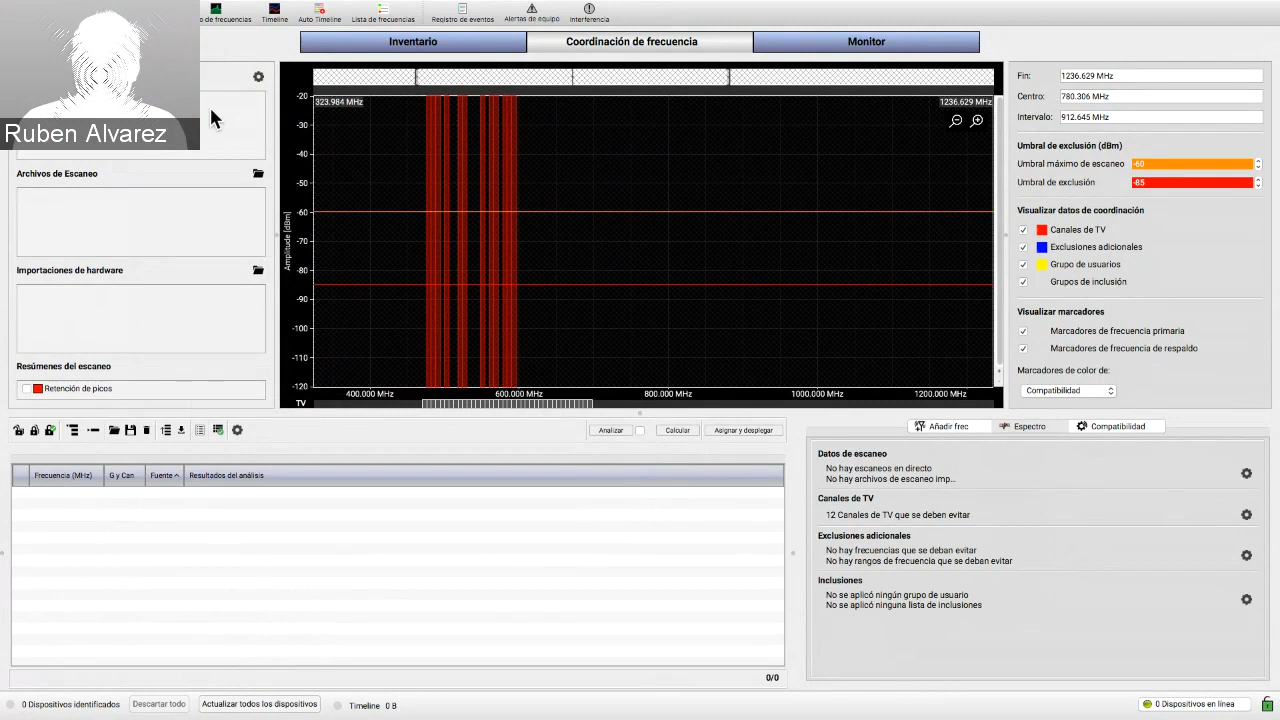 o de frecuencias
Timeline
Auto Timeline
Lista de frecuencias
Registro de eventos
Alertas de equipo
Interferencia
Inventario
Coordinación de frecuencia
Monitor
Ruben Alvarez
Archivos de Escaneo
Importaciones de hardware
Resúmenes del escaneo
Retención de picos
323.984 MHz
1236.629 MHz
Amplitude [dBm]
-20
-30
-40
-50
-60
-70
-80
-90
-100
-110
-120
400.000 MHz
600.000 MHz
800.000 MHz
1000.000 MHz
1200.000 MHz
TV
Fin: 1236.629 MHz
Centro: 780.306 MHz
Intervalo: 912.645 MHz
Umbral de exclusión (dBm)
Umbral máximo de escaneo -60
Umbral de exclusión -85
Visualizar datos de coordinación
Canales de TV
Exclusiones adicionales
Grupo de usuarios
Grupos de inclusión
Visualizar marcadores
Marcadores de frecuencia primaria
Marcadores de frecuencia de respaldo
Marcadores de color de:
Compatibilidad
Analizar
Calcular
Asignar y desplegar
Frecuencia (MHz)
G y Can
Fuente
Resultados del análisis
0/0
Añadir frec
Espectro
Compatibilidad
Datos de escaneo
No hay escaneos en directo
No hay archivos de escaneo imp...
Canales de TV
12 Canales de TV que se deben evitar
Exclusiones adicionales
No hay frecuencias que se deban evitar
No hay rangos de frecuencia que se deban evitar
Inclusiones
No se aplicó ningún grupo de usuario
No se aplicó ninguna lista de inclusiones
0 Dispositivos identificados
Descartar todo
Actualizar todos los dispositivos
Timeline 0 B
0 Dispositivos en línea